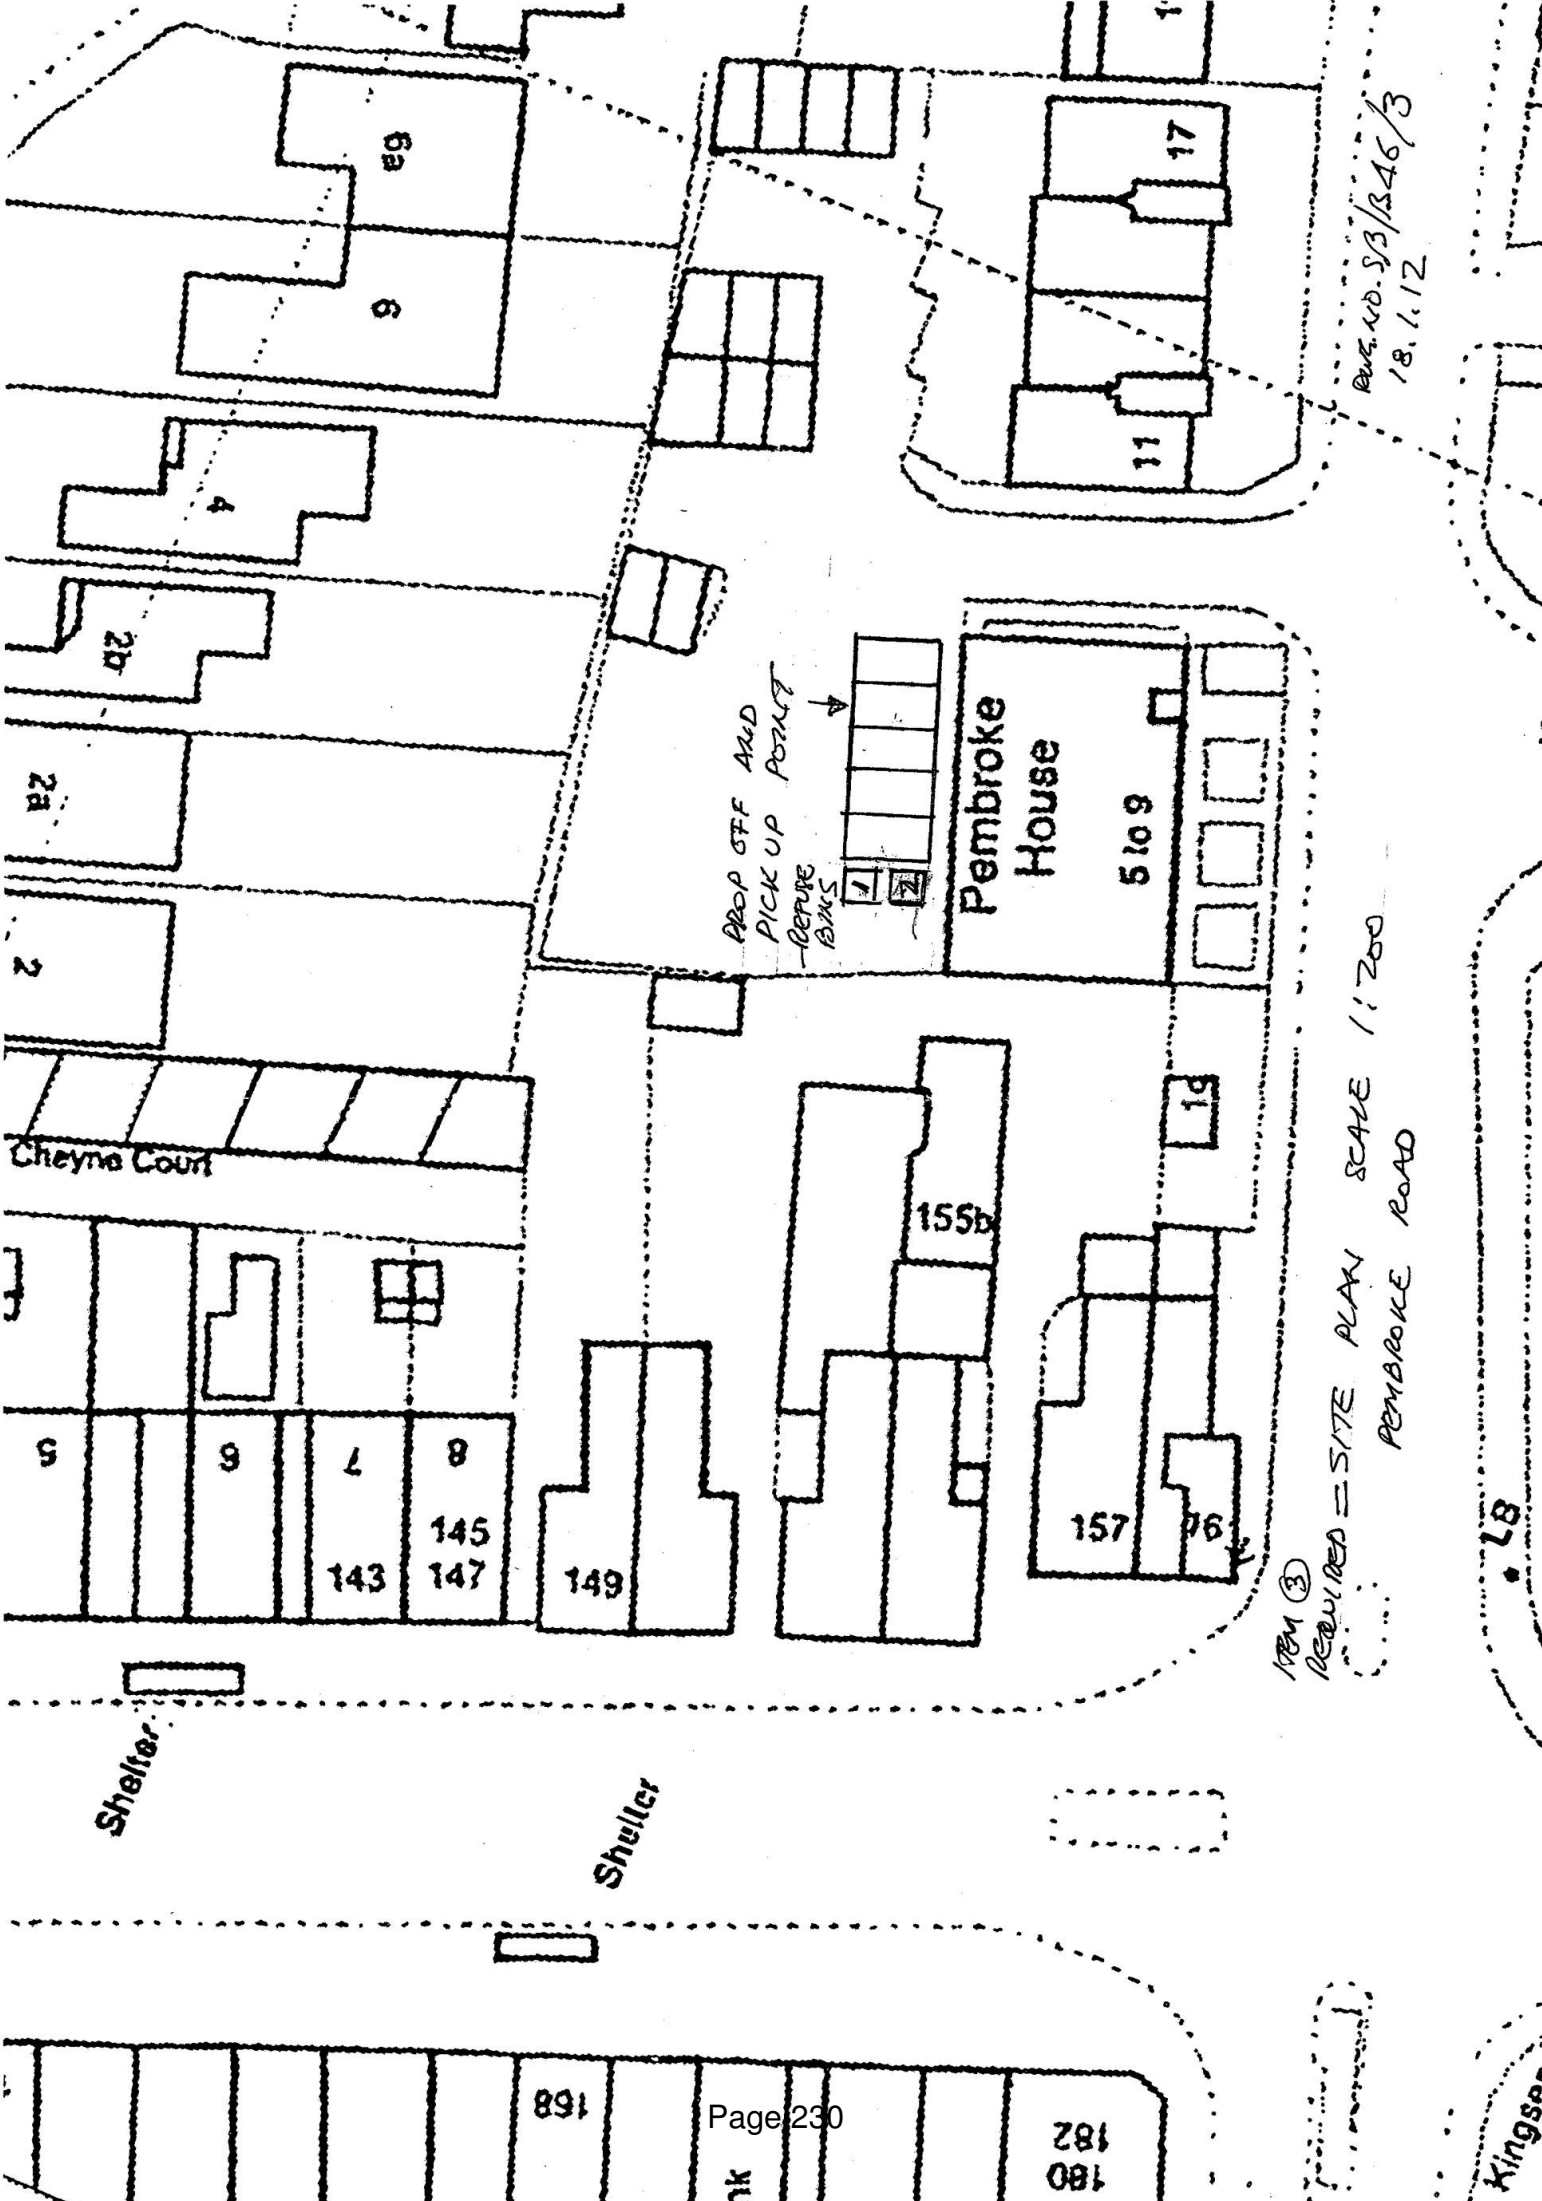 6a
6
4
2b
2a
2
17
11
DWG.NO.SB/B46/3
18.1.12
DROP OFF AND
PICK UP POINT
REFUSE
BINS
1
2
Pembroke
House
5 to 9
Cheyne Court
19
155b
5
6
7
8
145
147
143
149
157
ITEM 3
REQUIRED = SITE PLAN SCALE 1:200
PEMBROKE ROAD
LB
Shelter
Shelter
168
182
180
Page 230